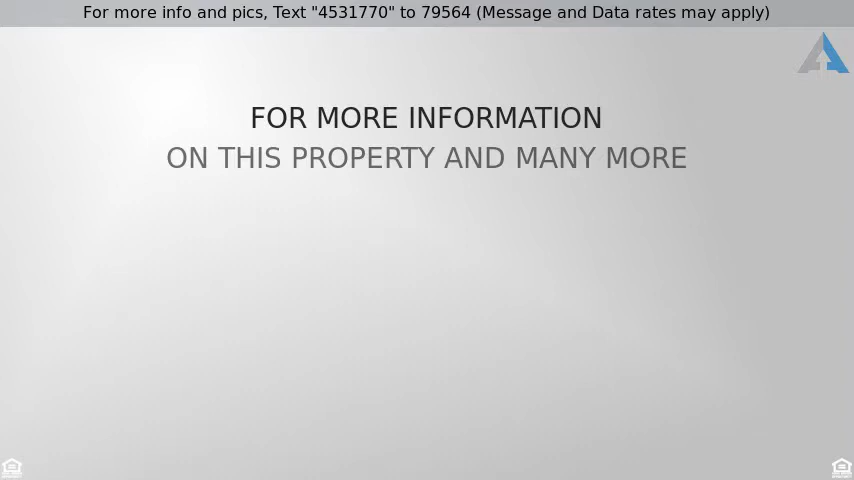 For more info and pics, Text "4531770" to 79564 (Message and Data rates may apply)
FOR MORE INFORMATION
ON THIS PROPERTY AND MANY MORE